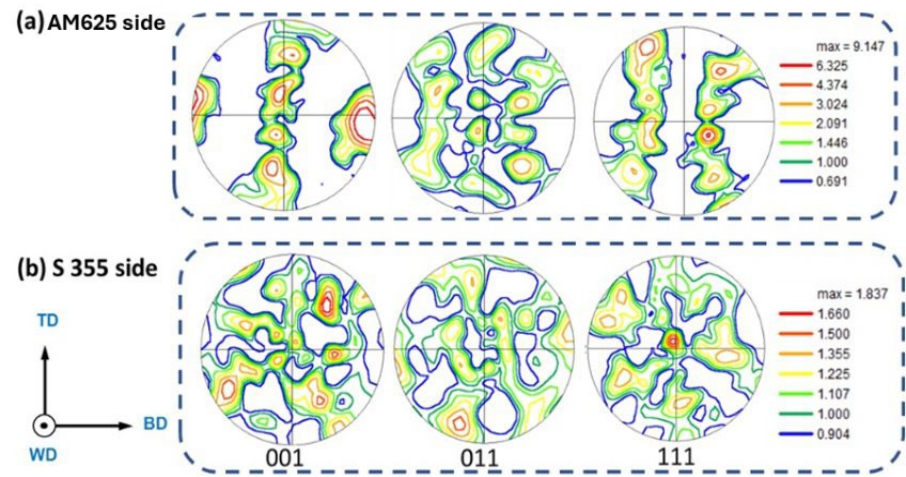 (a) AM625 side
max = 9.147
6.325
4.374
3.024
2.091
1.446
1.000
0.691
(b) S 355 side
max = 1.837
1.660
1.500
1.355
1.225
1.107
1.000
0.904
TD
BD
WD
001
011
111